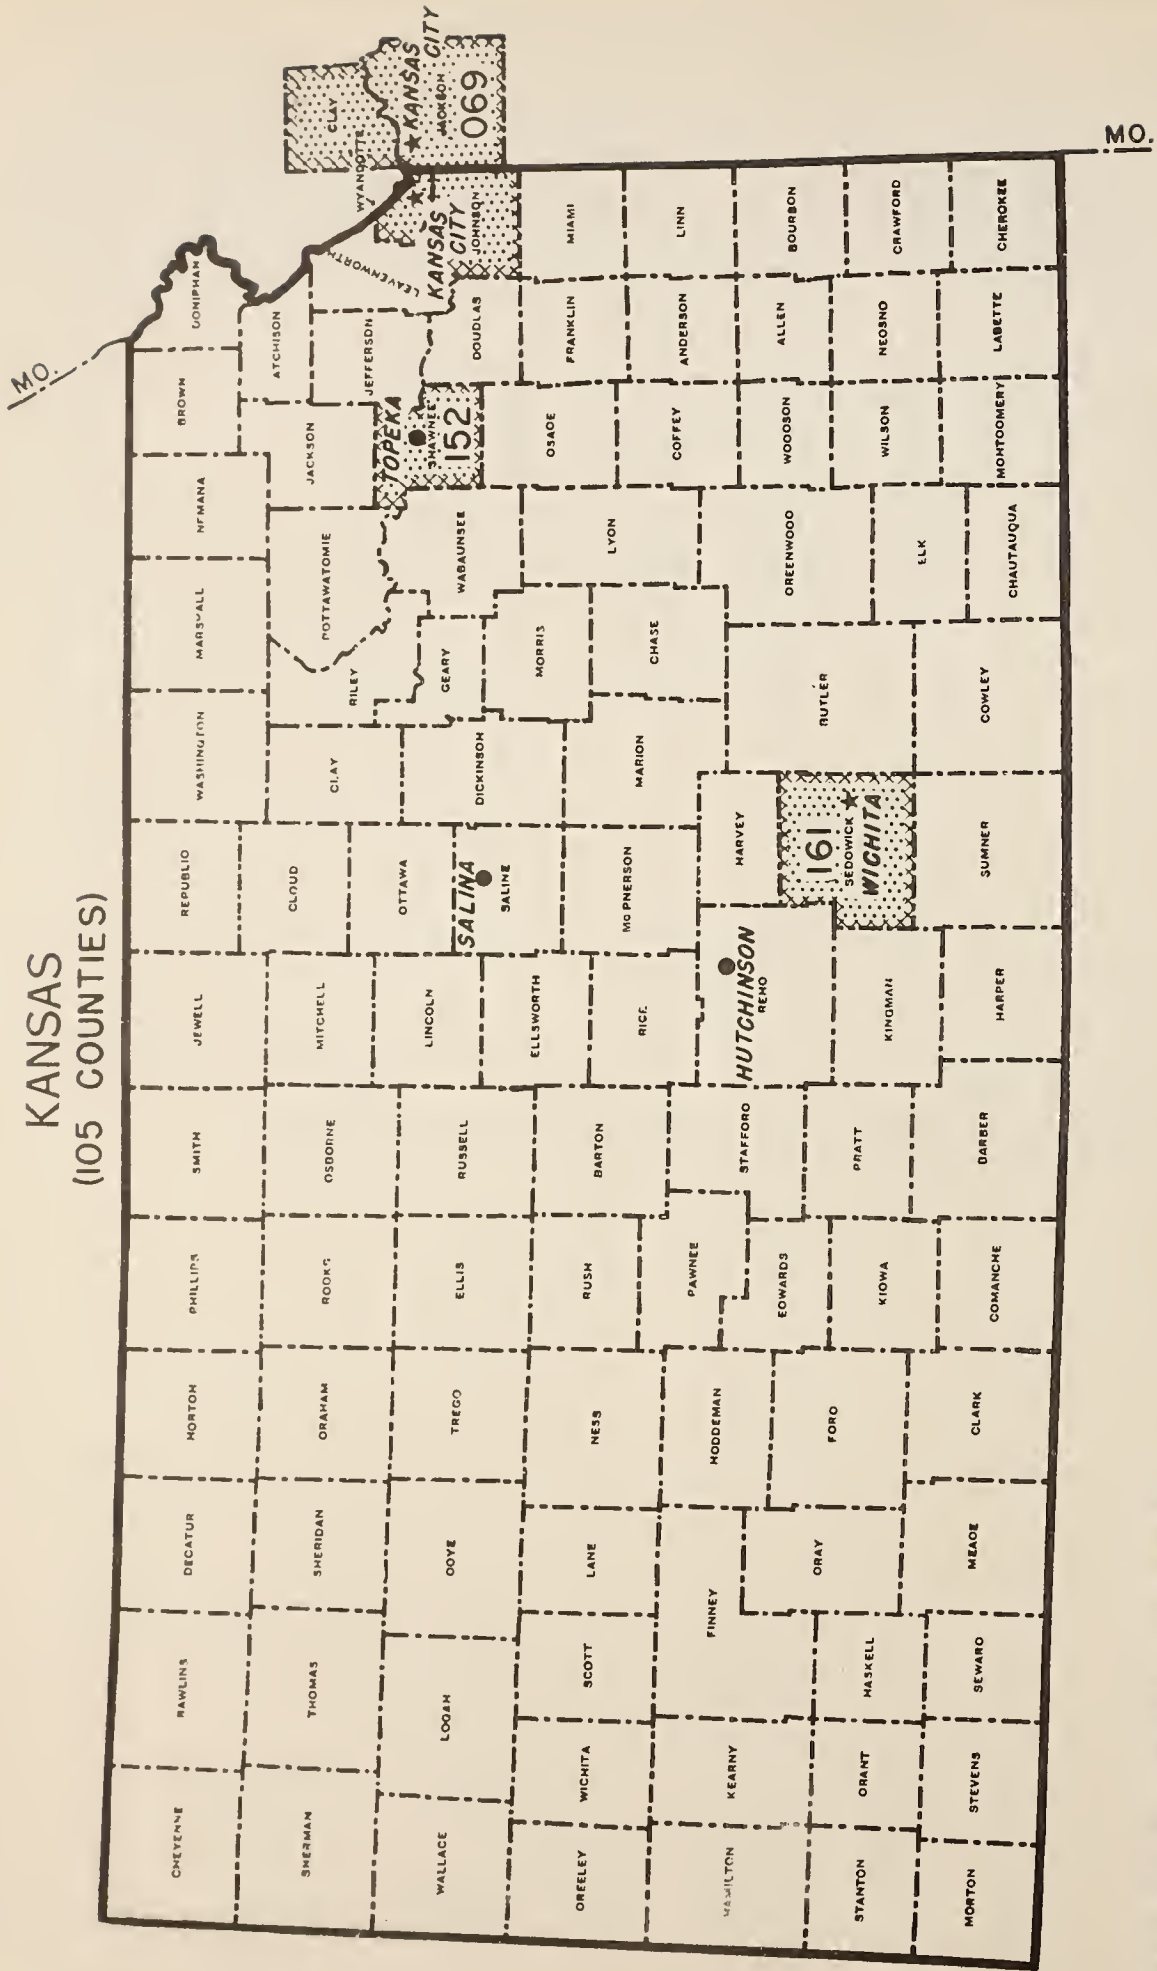 KANSAS
(105 COUNTIES)
MO.
MO.
CHEYENNE
RAWLINS
DECATUR
NORTON
PHILLIPS
SMITH
JEWELL
REPUBLIC
WASHINGTON
MARSHALL
NEMAHA
BROWN
DONIPHAN
SHERMAN
THOMAS
SHERIDAN
GRAHAM
ROOKS
OSBORNE
MITCHELL
CLOUD
CLAY
RILEY
POTTAWATOMIE
JACKSON
ATCHISON
JEFFERSON
LEAVENWORTH
WYANDOTTE
CLAY
WALLACE
LOGAN
GOVE
TREGO
ELLIS
RUSSELL
LINCOLN
OTTAWA
SALINA
SALINE
DICKINSON
GEARY
WABAUNSEE
TOPEKA
SHAWNEE
152
DOUGLAS
KANSAS
CITY
JOHNSON
KANSAS
CITY
JACKSON
069
GREELEY
WICHITA
SCOTT
LANE
NESS
RUSH
BARTON
ELLSWORTH
RICE
McPHERSON
MARION
MORRIS
CHASE
LYON
OSAGE
FRANKLIN
MIAMI
HAMILTON
KEARNY
FINNEY
HODGEMAN
PAWNEE
STAFFORD
HUTCHINSON
RENO
HARVEY
BUTLER
GREENWOOD
COFFEY
ANDERSON
LINN
STANTON
GRANT
HASKELL
GRAY
FORD
EDWARDS
KIOWA
PRATT
KINGMAN
161
SEDGWICK
WICHITA
ELK
WOODSON
ALLEN
BOURBON
WILSON
NEOSHO
CRAWFORD
MORTON
STEVENS
SEWARD
MEADE
CLARK
COMANCHE
BARBER
HARPER
SUMNER
COWLEY
CHAUTAUQUA
MONTGOMERY
LABETTE
CHEROKEE